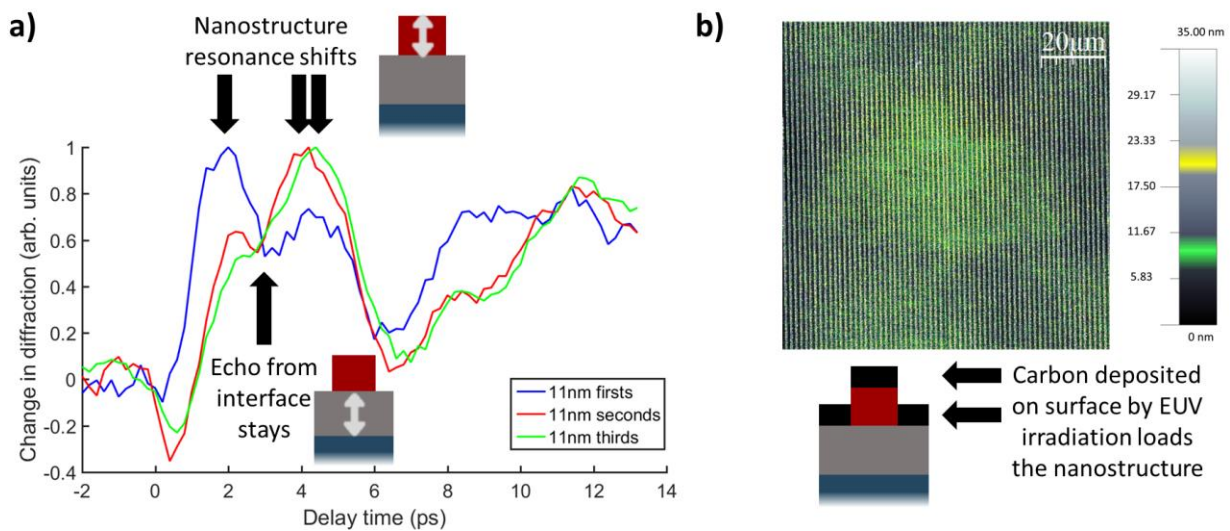 a)
Nanostructure
resonance shifts
1
0.8
0.6
0.4
0.2
0
-0.2
-0.4
Change in diffraction (arb. units)
Echo from
interface
stays
11nm firsts
11nm seconds
11nm thirds
-2
0
2
4
6
8
10
12
14
Delay time (ps)
b)
20μm
35.00 nm
29.17
23.33
17.50
11.67
5.83
0 nm
Carbon deposited
on surface by EUV
irradiation loads
the nanostructure